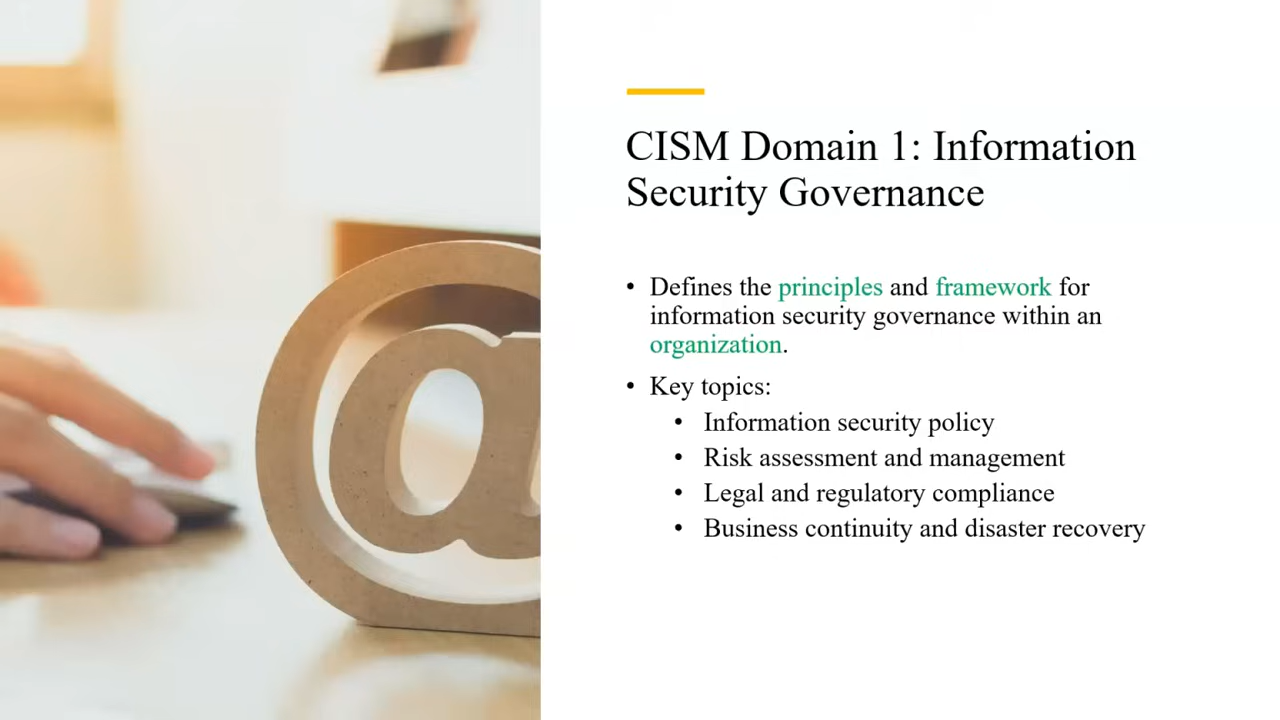 CISM Domain 1: Information
Security Governance
• Defines the principles and framework for
information security governance within an
organization.
• Key topics:
• Information security policy
• Risk assessment and management
• Legal and regulatory compliance
• Business continuity and disaster recovery